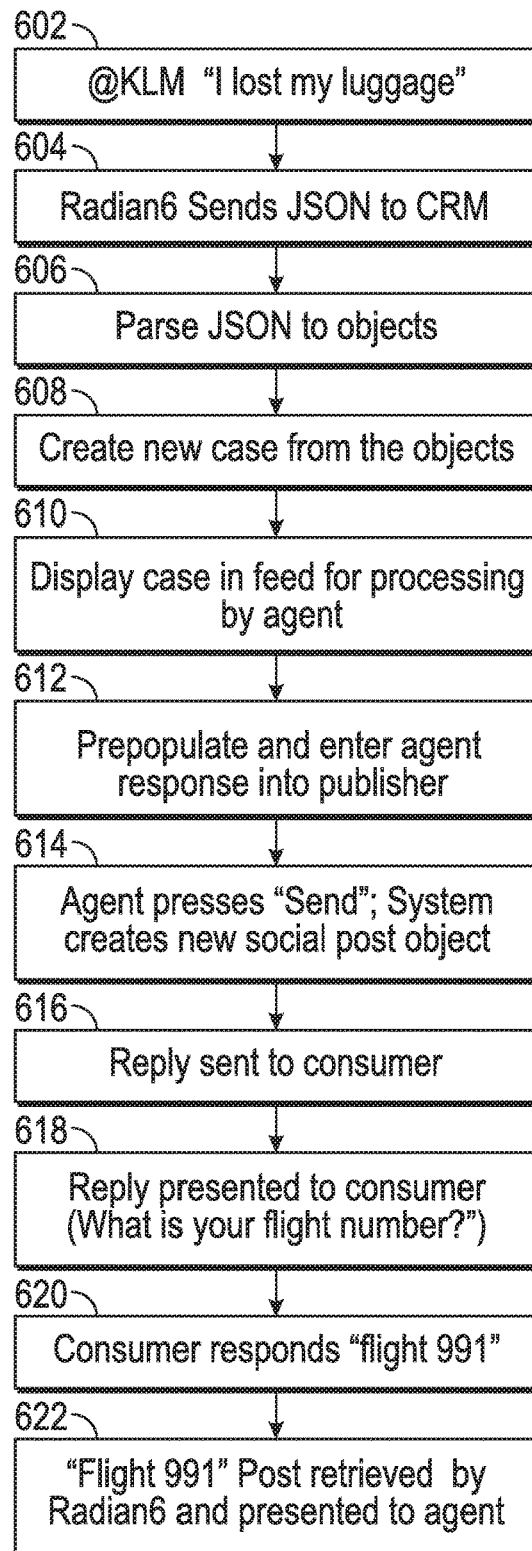 602
@KLM "I lost my luggage"
604
Radian6 Sends JSON to CRM
606
Parse JSON to objects
608
Create new case from the objects
610
Display case in feed for processing
by agent
612
Prepopulate and enter agent
response into publisher
614
Agent presses “Send”; System
creates new social post object
616
Reply sent to consumer
618
Reply presented to consumer
(What is your flight number?”)
620
Consumer responds “flight 991”
622
“Flight 991” Post retrieved by
Radian6 and presented to agent